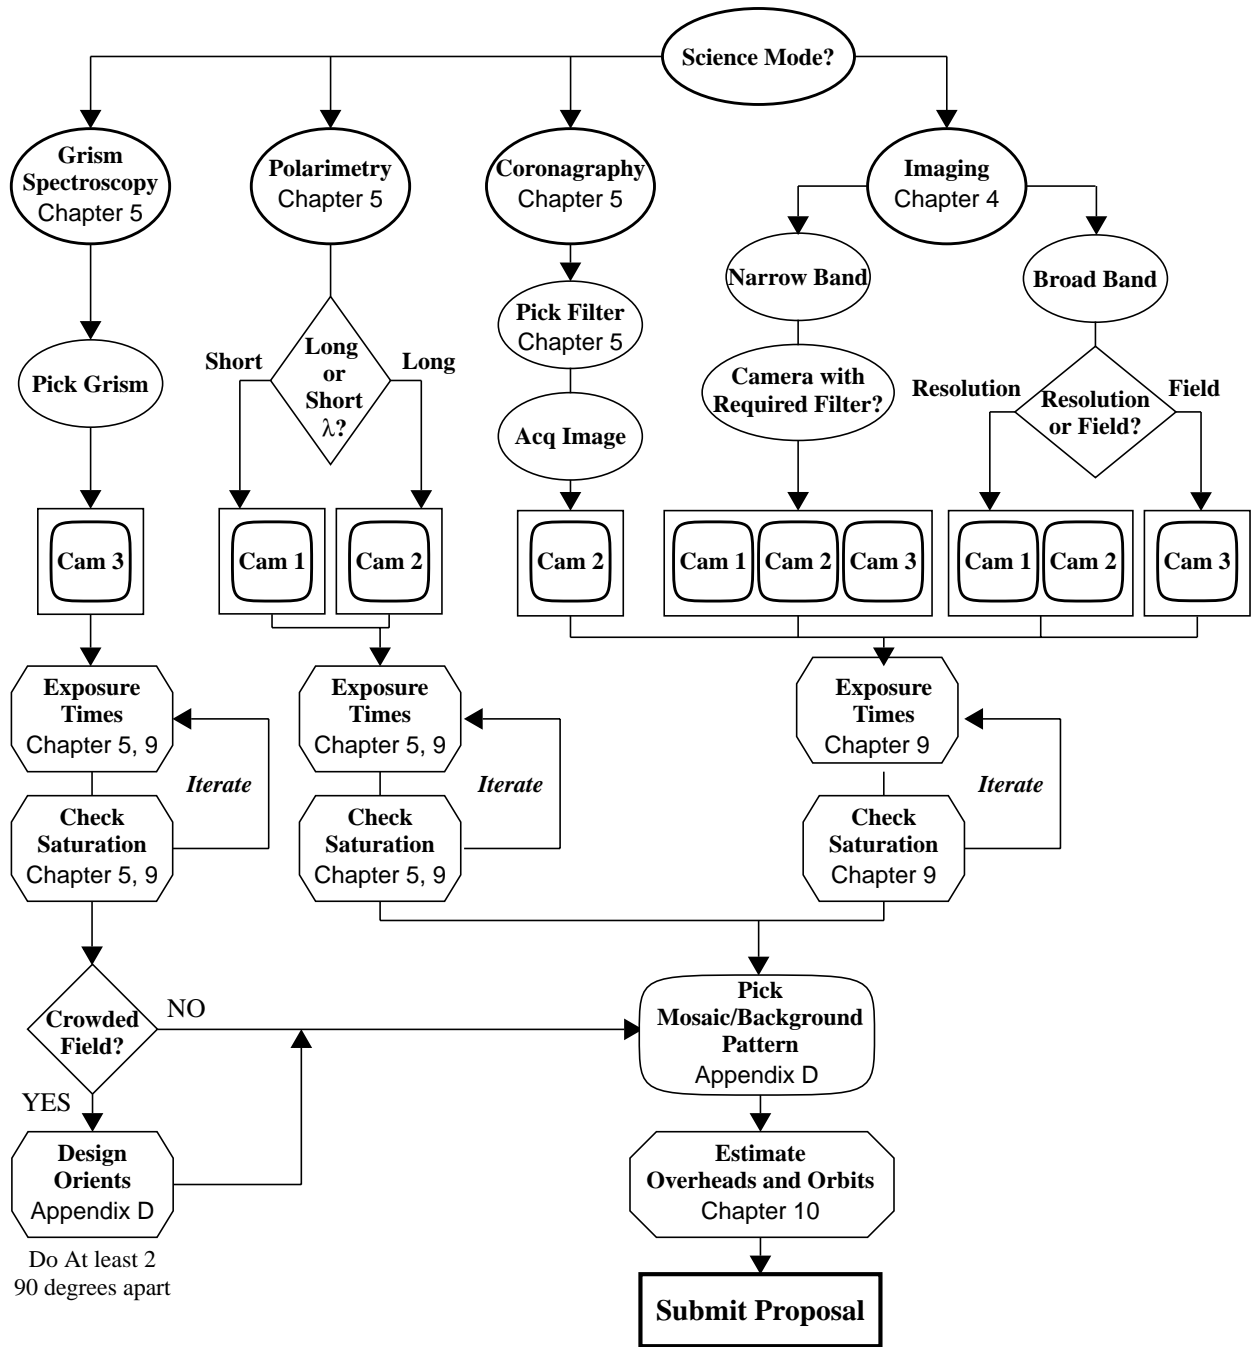 Science Mode?
Grism
Spectroscopy
Chapter 5
Polarimetry
Chapter 5
Coronagraphy
Chapter 5
Imaging
Chapter 4
Narrow Band
Broad Band
Pick Filter
Chapter 5
Pick Grism
Short
Long
or
Short
λ?
Long
Camera with
Required Filter?
Resolution
Resolution
or Field?
Field
Acq Image
Cam 3
Cam 1
Cam 2
Cam 2
Cam 1
Cam 2
Cam 3
Cam 1
Cam 2
Cam 3
Exposure
Times
Chapter 5, 9
Iterate
Check
Saturation
Chapter 5, 9
Exposure
Times
Chapter 5, 9
Iterate
Check
Saturation
Chapter 5, 9
Exposure
Times
Chapter 9
Iterate
Check
Saturation
Chapter 9
Crowded
Field?
NO
YES
Pick
Mosaic/Background
Pattern
Appendix D
Design
Orients
Appendix D
Do At least 2
90 degrees apart
Estimate
Overheads and Orbits
Chapter 10
Submit Proposal